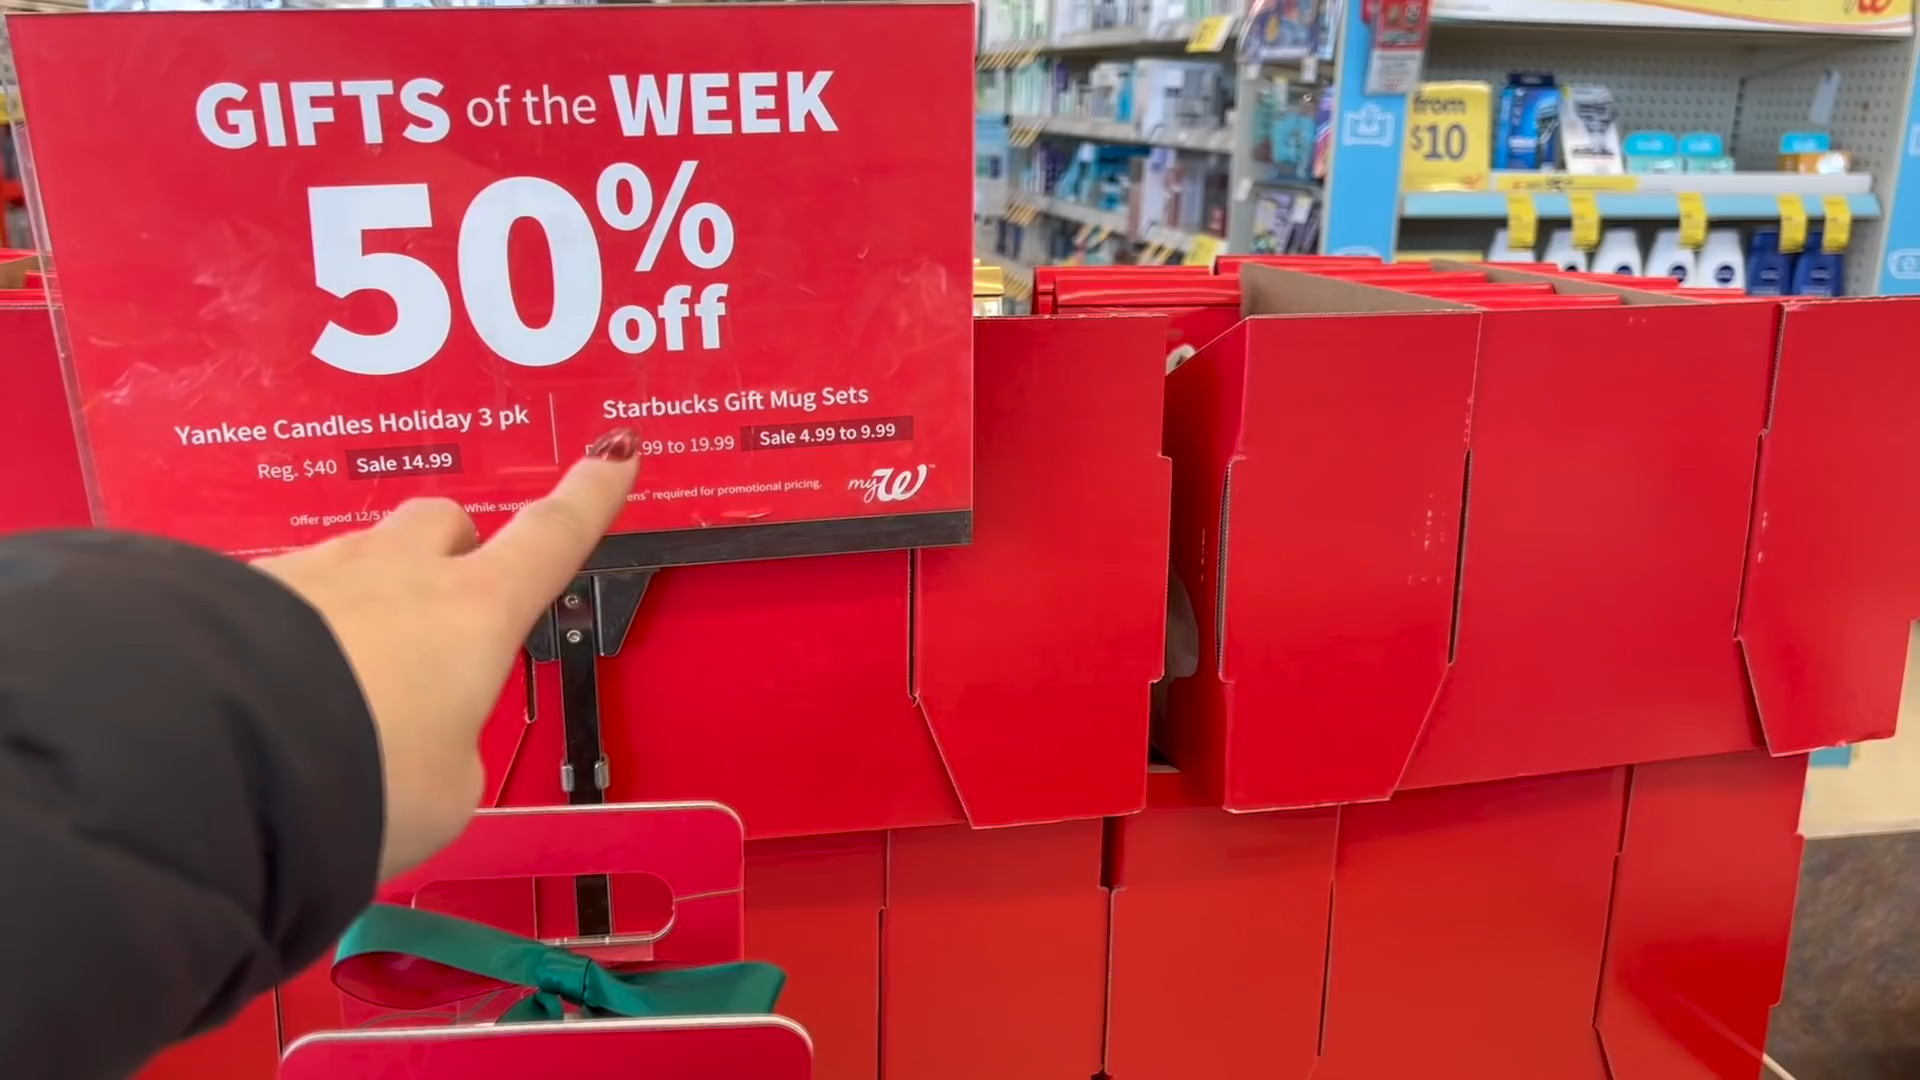 GIFTS of the WEEK
50% off
Yankee Candles Holiday 3 pk
Reg. $40 Sale 14.99
Starbucks Gift Mug Sets
.99 to 19.99 Sale 4.99 to 9.99
Offer good 12/5 While required for promotional pricing.
myW
from
$10